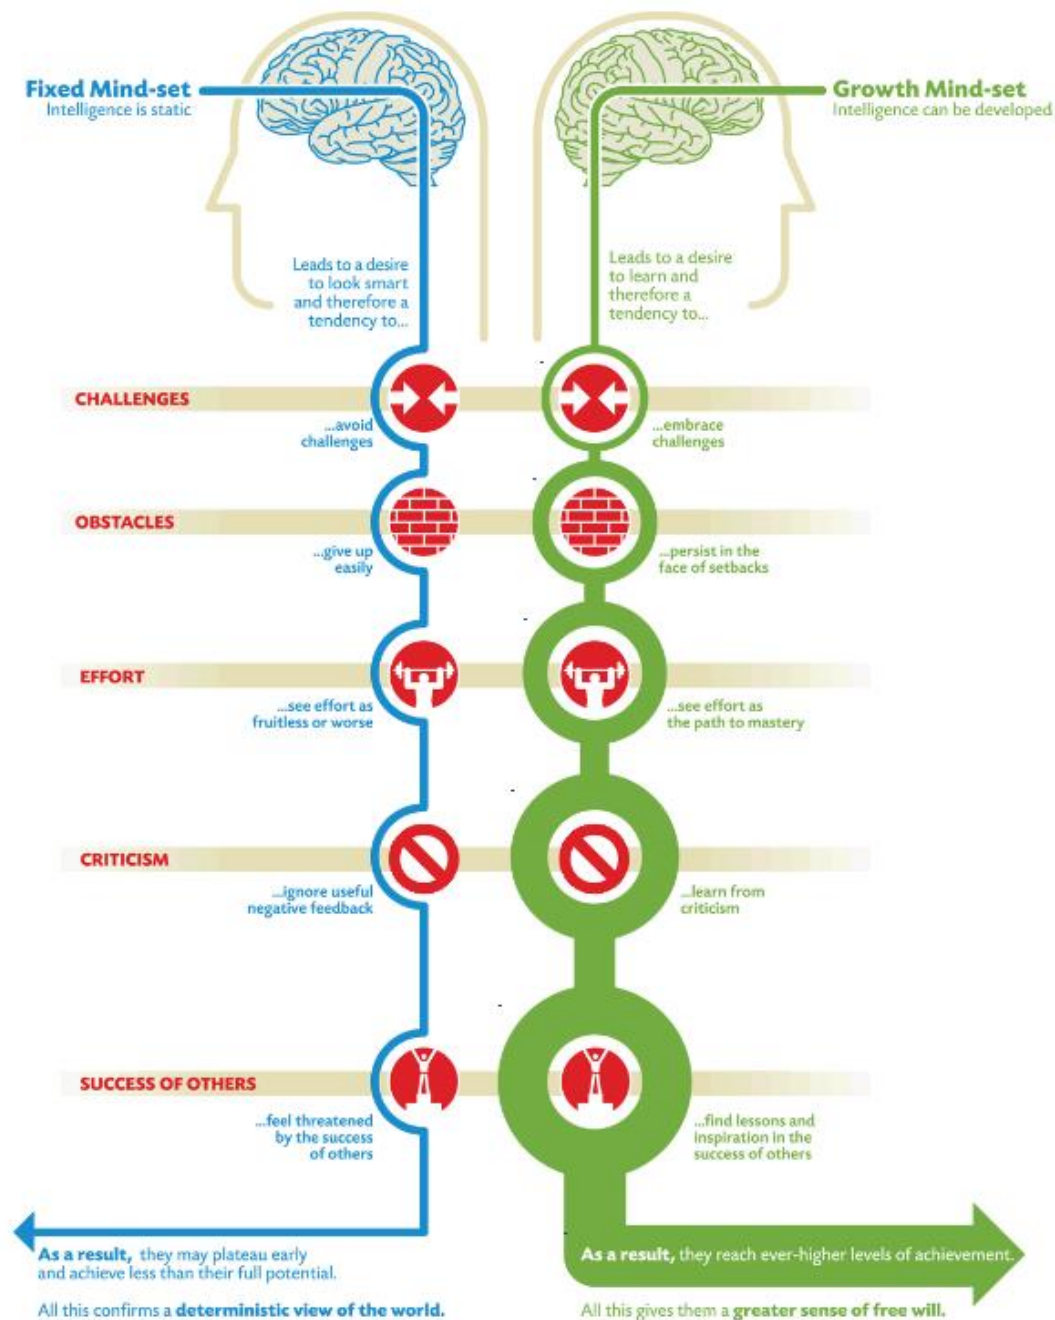 Fixed Mind-set
Intelligence is static
Growth Mind-set
Intelligence can be developed
Leads to a desire
to look smart
and therefore a
tendency to...
Leads to a desire
to learn and
therefore a
tendency to...
CHALLENGES
...avoid
challenges
...embrace
challenges
OBSTACLES
...give up
easily
...persist in the
face of setbacks
EFFORT
...see effort as
fruitless or worse
...see effort as
the path to mastery
CRITICISM
...ignore useful
negative feedback
...learn from
criticism
SUCCESS OF OTHERS
...feel threatened
by the success
of others
...find lessons and
inspiration in the
success of others
As a result, they may plateau early
and achieve less than their full potential.
All this confirms a deterministic view of the world.
As a result, they reach ever-higher levels of achievement.
All this gives them a greater sense of free will.